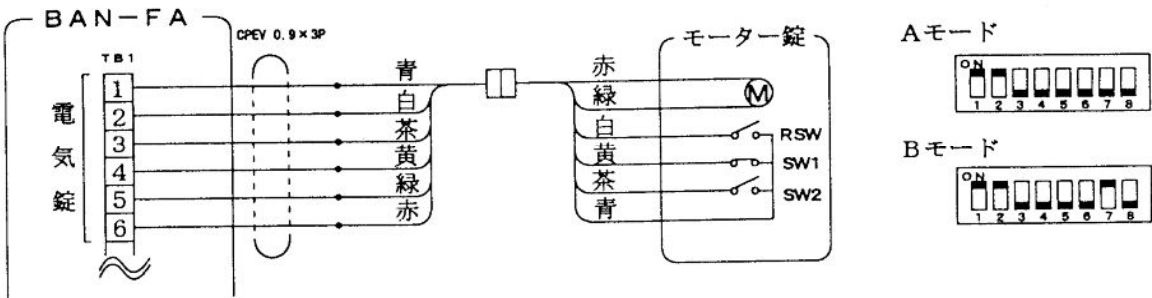 BAN-FA
CPEV 0.9×3P
TB1
電気錠
1
2
3
4
5
6
青
白
茶
黄
緑
赤
モーター錠
赤
緑
白
黄
茶
青
M
RSW
SW1
SW2
Aモード
ON
1 2 3 4 5 6 7 8
Bモード
ON
1 2 3 4 5 6 7 8